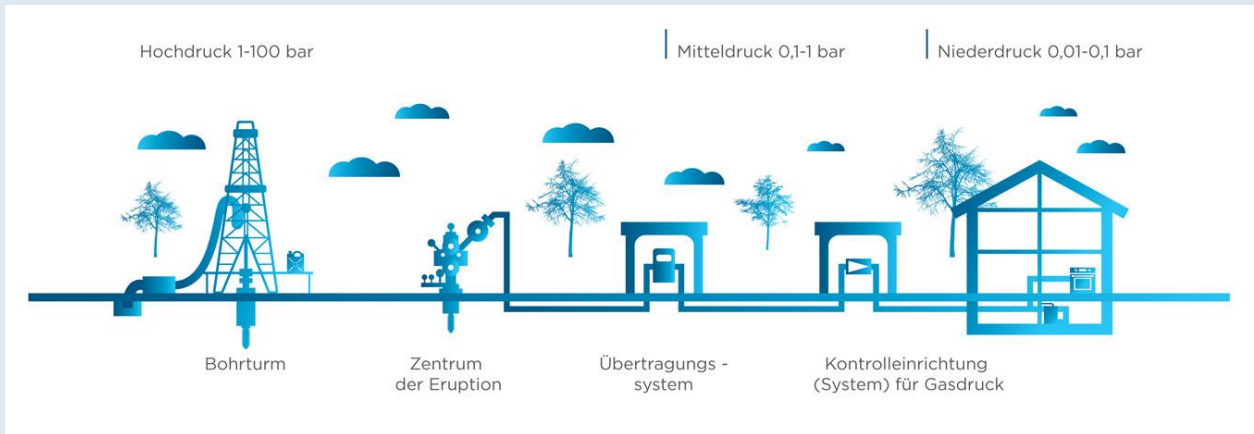 Hochdruck 1-100 bar
Mitteldruck 0,1-1 bar
Niederdruck 0,01-0,1 bar
Bohrturm
Zentrum
der Eruption
Übertragungs -
system
Kontrolleinrichtung
(System) für Gasdruck